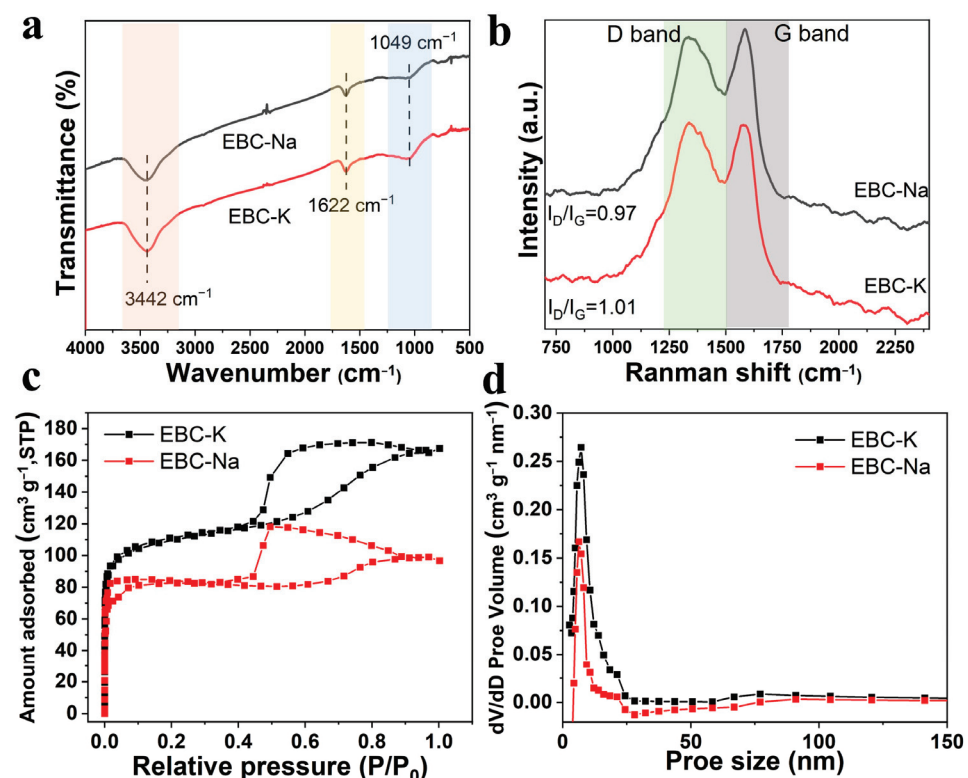 a
1049 cm⁻¹
EBC-Na
EBC-K
1622 cm⁻¹
3442 cm⁻¹
Transmittance (%)
4000 3500 3000 2500 2000 1500 1000 500
Wavenumber (cm⁻¹)
b
D band
G band
EBC-Na
I_D/I_G=0.97
EBC-K
I_D/I_G=1.01
Intensity (a.u.)
750 1000 1250 1500 1750 2000 2250
Ranman shift (cm⁻¹)
c
EBC-K
EBC-Na
Amount adsorbed (cm³ g⁻¹,STP)
180
160
140
120
100
80
60
40
20
0
0.0 0.2 0.4 0.6 0.8 1.0
Relative pressure (P/P₀)
d
EBC-K
EBC-Na
dV/dD Proe Volume (cm³ g⁻¹ nm⁻¹)
0.30
0.25
0.20
0.15
0.10
0.05
0.00
0 50 100 150
Proe size (nm)